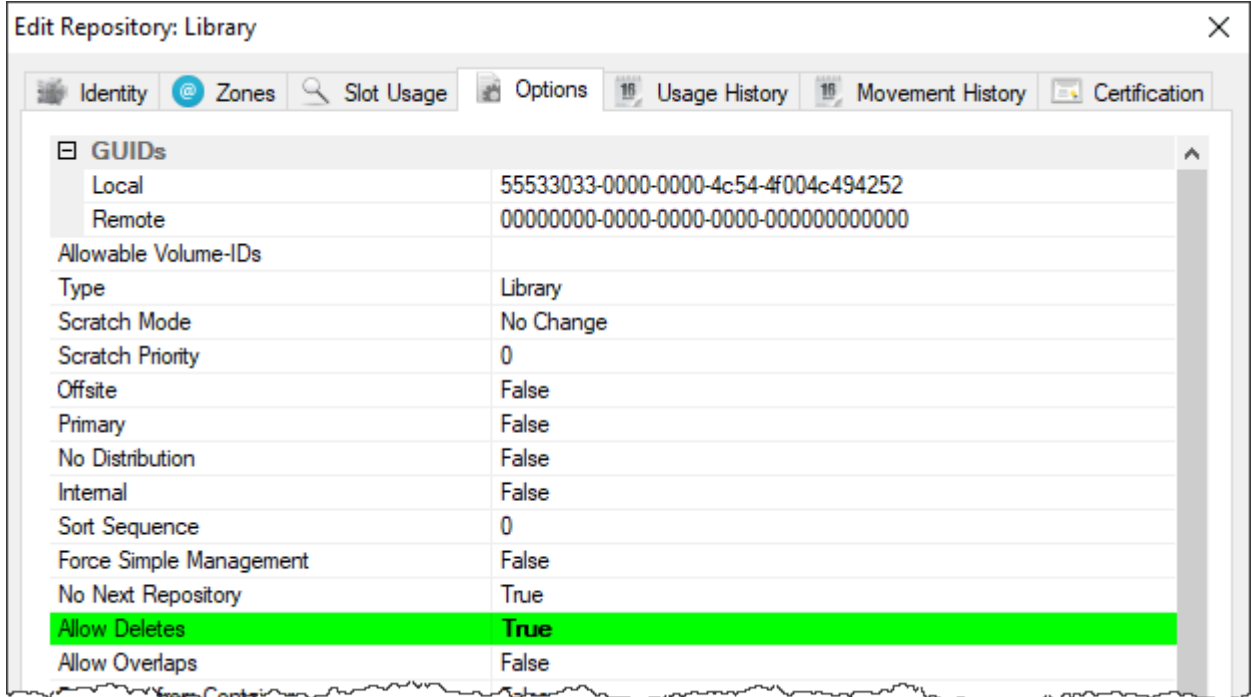 Edit Repository: Library
Identity Zones Slot Usage Options 16 Usage History 16 Movement History Certification
GUIDs
Local 55533033-0000-0000-4c54-4f004c494252
Remote 00000000-0000-0000-0000-000000000000
Allowable Volume-IDs
Type Library
Scratch Mode No Change
Scratch Priority 0
Offsite False
Primary False
No Distribution False
Internal False
Sort Sequence 0
Force Simple Management False
No Next Repository True
Allow Deletes True
Allow Overlaps False